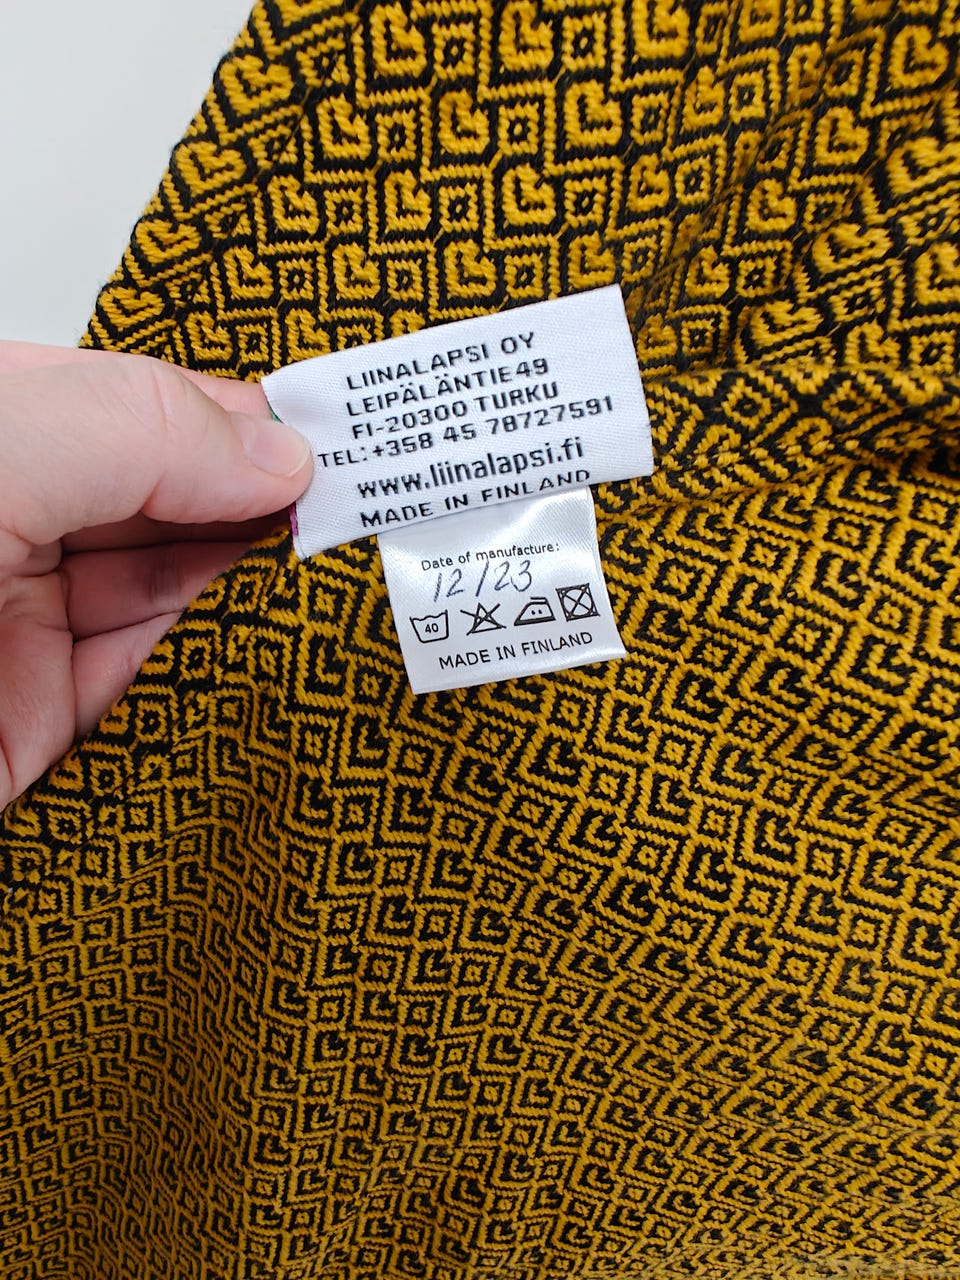 LIINALAPSI OY
LEIPÄLÄNTIE 49
FI-20300 TURKU
TEL:+358 45 78727591
www.liinalapsi.fi
MADE IN FINLAND
Date of manufacture:
12/23
40
MADE IN FINLAND